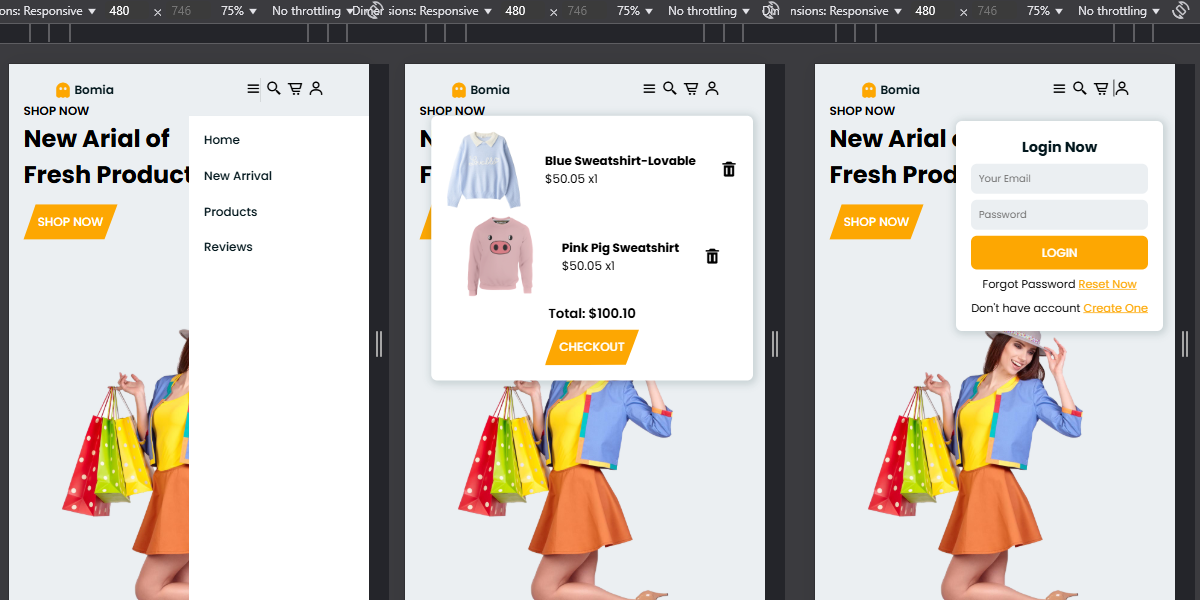 ons: Responsive 480 × 746 75% No throttling
Dim sions: Responsive 480 × 746 75% No throttling
Dim nsions: Responsive 480 × 746 75% No throttling
Bomia
SHOP NOW
New Arial of
Fresh Product
SHOP NOW
Home
New Arrival
Products
Reviews
Bomia
SHOP NOW
N
F
Blue Sweatshirt-Lovable
$50.05 x1
Pink Pig Sweatshirt
$50.05 x1
Total: $100.10
CHECKOUT
Bomia
SHOP NOW
New Arial
Fresh Prod
SHOP NOW
Login Now
Your Email
Password
LOGIN
Forgot Password Reset Now
Don't have account Create One